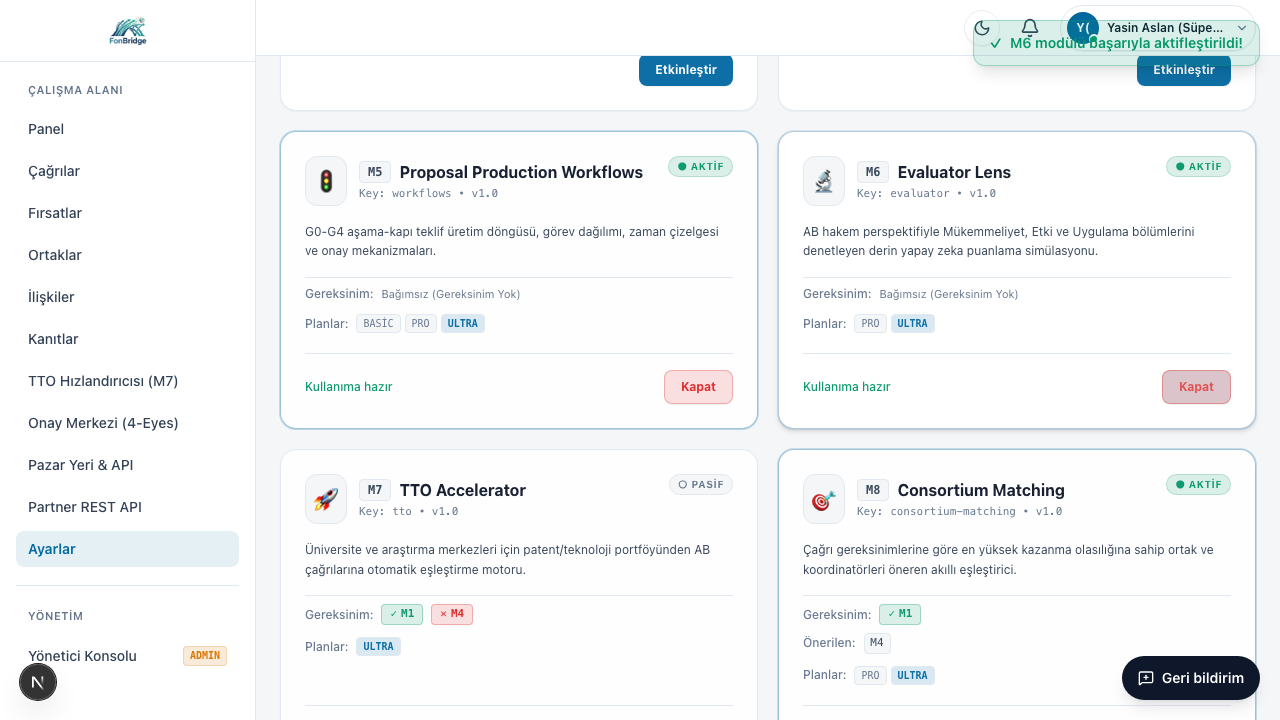 FonBridge
ÇALIŞMA ALANI
Panel
Çağrılar
Fırsatlar
Ortaklar
İlişkiler
Kanıtlar
TTO Hızlandırıcısı (M7)
Onay Merkezi (4-Eyes)
Pazar Yeri & API
Partner REST API
Ayarlar
YÖNETİM
Yönetici Konsolu
ADMIN
N
Y(
Yasin Aslan (Süpe...
✓ M6 modülü başarıyla aktifleştirildi!
Etkinleştir
Etkinleştir
M5 Proposal Production Workflows
AKTİF
Key: workflows • v1.0
G0-G4 aşama-kapı teklif üretim döngüsü, görev dağılımı, zaman çizelgesi
ve onay mekanizmaları.
Gereksinim: Bağımsız (Gereksinim Yok)
Planlar: BASİC PRO ULTRA
Kullanıma hazır
Kapat
M6 Evaluator Lens
AKTİF
Key: evaluator • v1.0
AB hakem perspektifiyle Mükemmeliyet, Etki ve Uygulama bölümlerini
denetleyen derin yapay zeka puanlama simülasyonu.
Gereksinim: Bağımsız (Gereksinim Yok)
Planlar: PRO ULTRA
Kullanıma hazır
Kapat
M7 TTO Accelerator
PASİF
Key: tto • v1.0
Üniversite ve araştırma merkezleri için patent/teknoloji portföyünden AB
çağrılarına otomatik eşleştirme motoru.
Gereksinim: ✓ M1 × M4
Planlar: ULTRA
M8 Consortium Matching
AKTİF
Key: consortium-matching • v1.0
Çağrı gereksinimlerine göre en yüksek kazanma olasılığına sahip ortak ve
koordinatörleri öneren akıllı eşleştirici.
Gereksinim: ✓ M1
Önerilen: M4
Planlar: PRO ULTRA
Geri bildirim